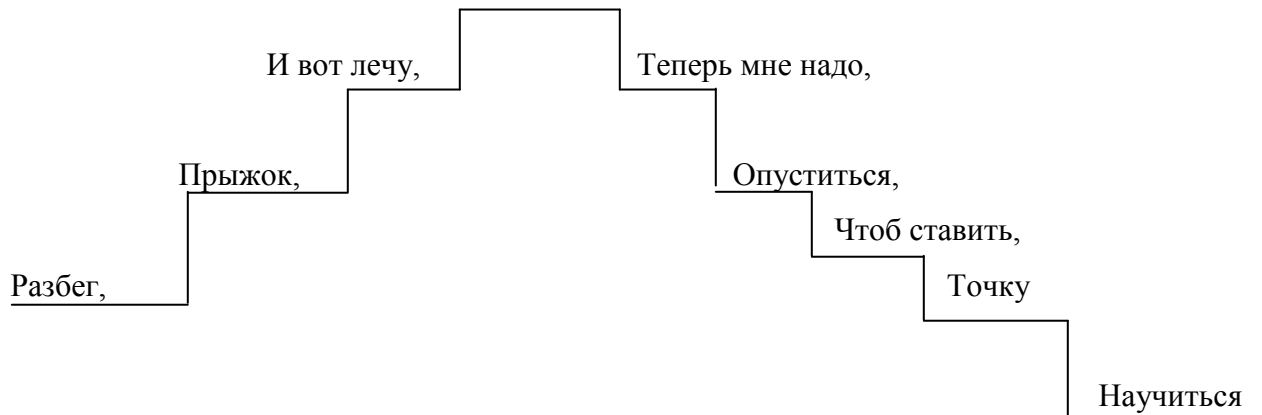 Разбег,
Прыжок,
И вот лечу,
Теперь мне надо,
Опуститься,
Чтоб ставить,
Точку
Научиться